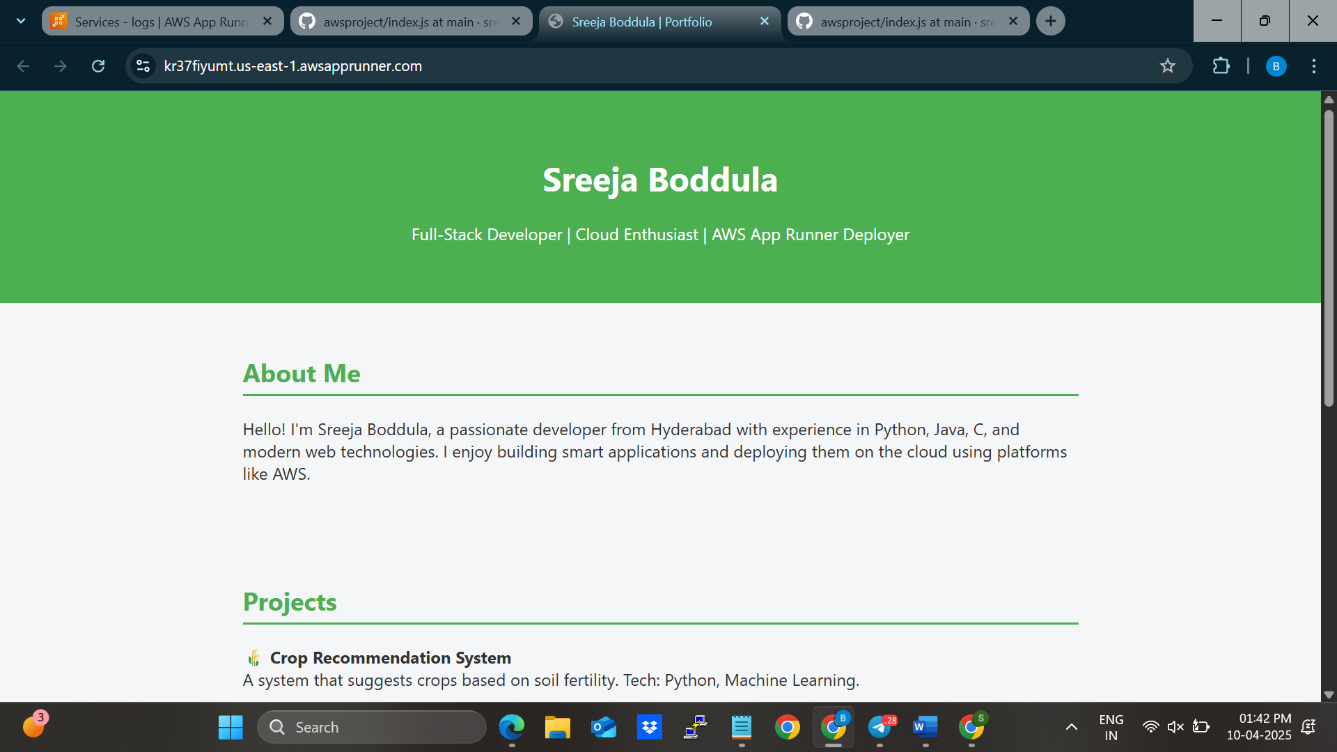 Services - logs | AWS App Runn
awsproject/index.js at main · sre
Sreeja Boddula | Portfolio
awsproject/index.js at main · sre
kr37fiyumt.us-east-1.awsapprunner.com
B
Sreeja Boddula
Full-Stack Developer | Cloud Enthusiast | AWS App Runner Deployer
About Me
Hello! I'm Sreeja Boddula, a passionate developer from Hyderabad with experience in Python, Java, C, and
modern web technologies. I enjoy building smart applications and deploying them on the cloud using platforms
like AWS.
Projects
Crop Recommendation System
A system that suggests crops based on soil fertility. Tech: Python, Machine Learning.
3
Search
B
28
W
S
ENG
IN
01:42 PM
10-04-2025